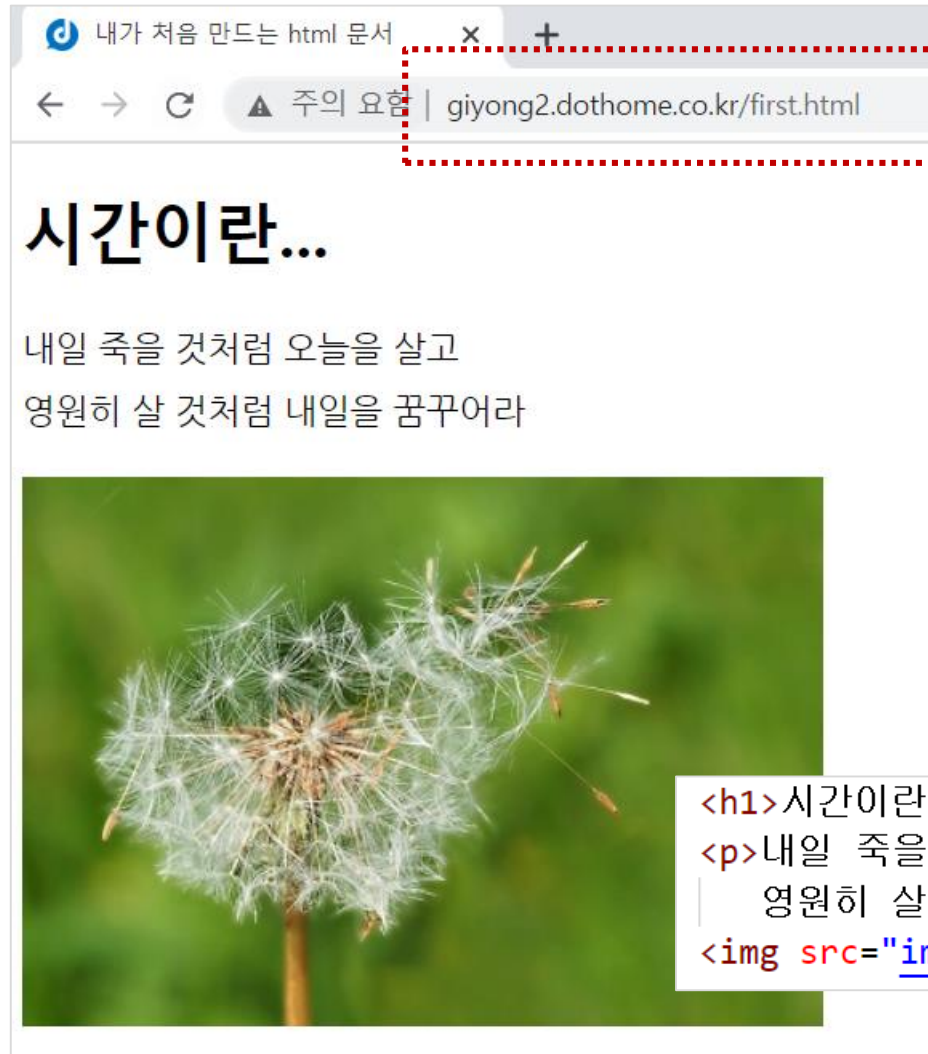 내가 처음 만드는 html 문서
주의 요함 | giyong2.dothome.co.kr/first.html
시간이란...
내일 죽을 것처럼 오늘을 살고
영원히 살 것처럼 내일을 꿈꾸어라
<h1>시간이란
<p>내일 죽을
영원히 살
<img src="im